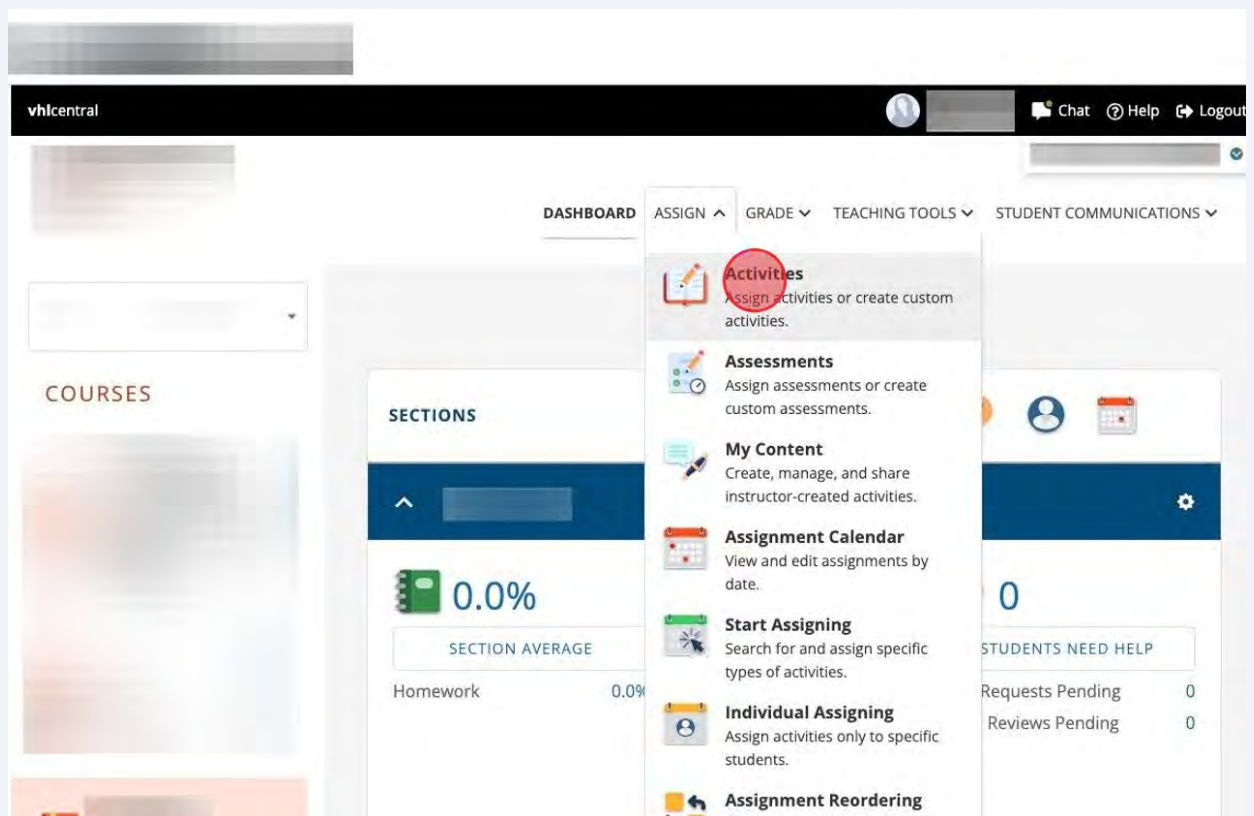 vhlcentral
Chat Help Logout
DASHBOARD ASSIGN GRADE TEACHING TOOLS STUDENT COMMUNICATIONS
Activities
Assign activities or create custom
activities.
Assessments
Assign assessments or create
custom assessments.
My Content
Create, manage, and share
instructor-created activities.
Assignment Calendar
View and edit assignments by
date.
Start Assigning
Search for and assign specific
types of activities.
Individual Assigning
Assign activities only to specific
students.
Assignment Reordering
COURSES
SECTIONS
0.0%
SECTION AVERAGE
Homework 0.0%
0
STUDENTS NEED HELP
Requests Pending 0
Reviews Pending 0